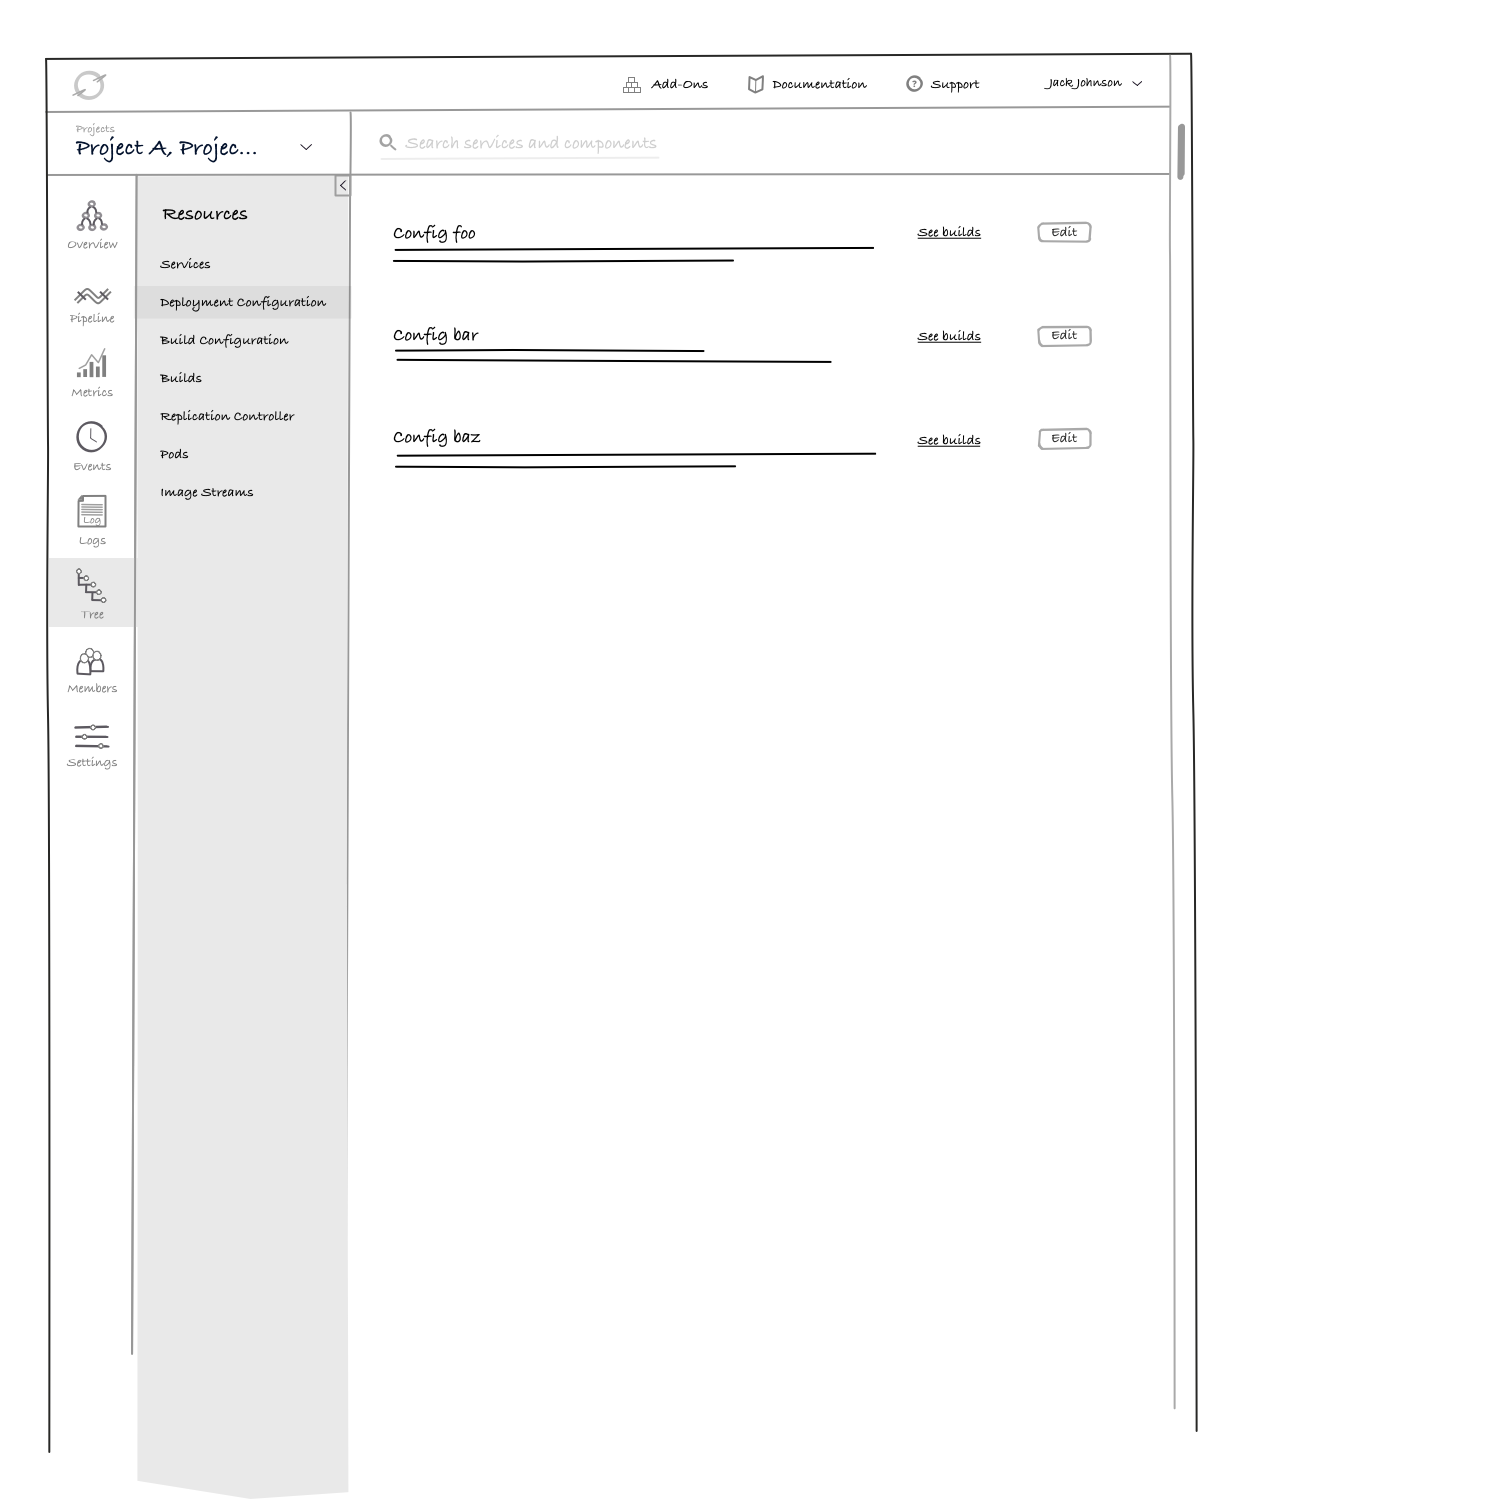 Add-Ons
Documentation
? Support
Jack Johnson
Projects
Project A, Projec...
Search services and components
Overview
Pipeline
Metrics
Events
Log
Logs
Tree
Members
Settings
Resources
Services
Deployment Configuration
Build Configuration
Builds
Replication Controller
Pods
Image Streams
Config foo
See builds
Edit
Config bar
See builds
Edit
Config baz
See builds
Edit